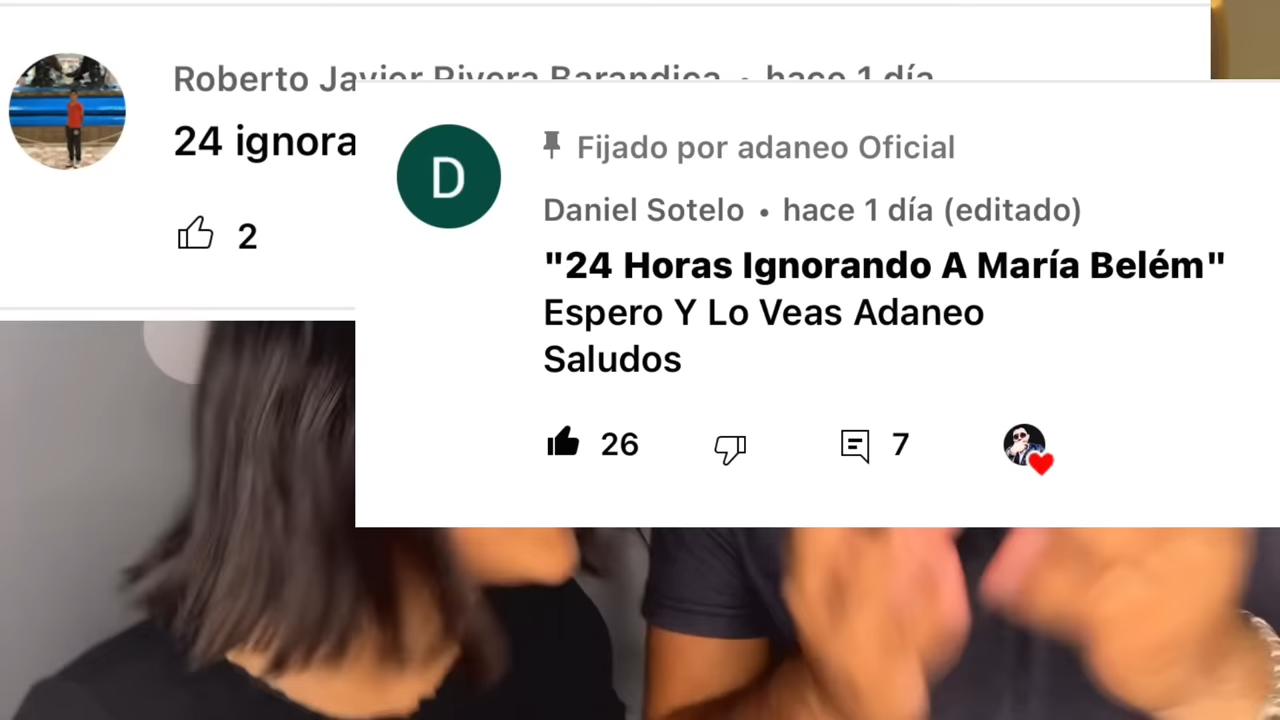 Roberto Javier Rivera Barandica • hace 1 día
24 ignora
2
Fijado por adaneo Oficial
D
Daniel Sotelo • hace 1 día (editado)
"24 Horas Ignorando A María Belém"
Espero Y Lo Veas Adaneo
Saludos
26
7